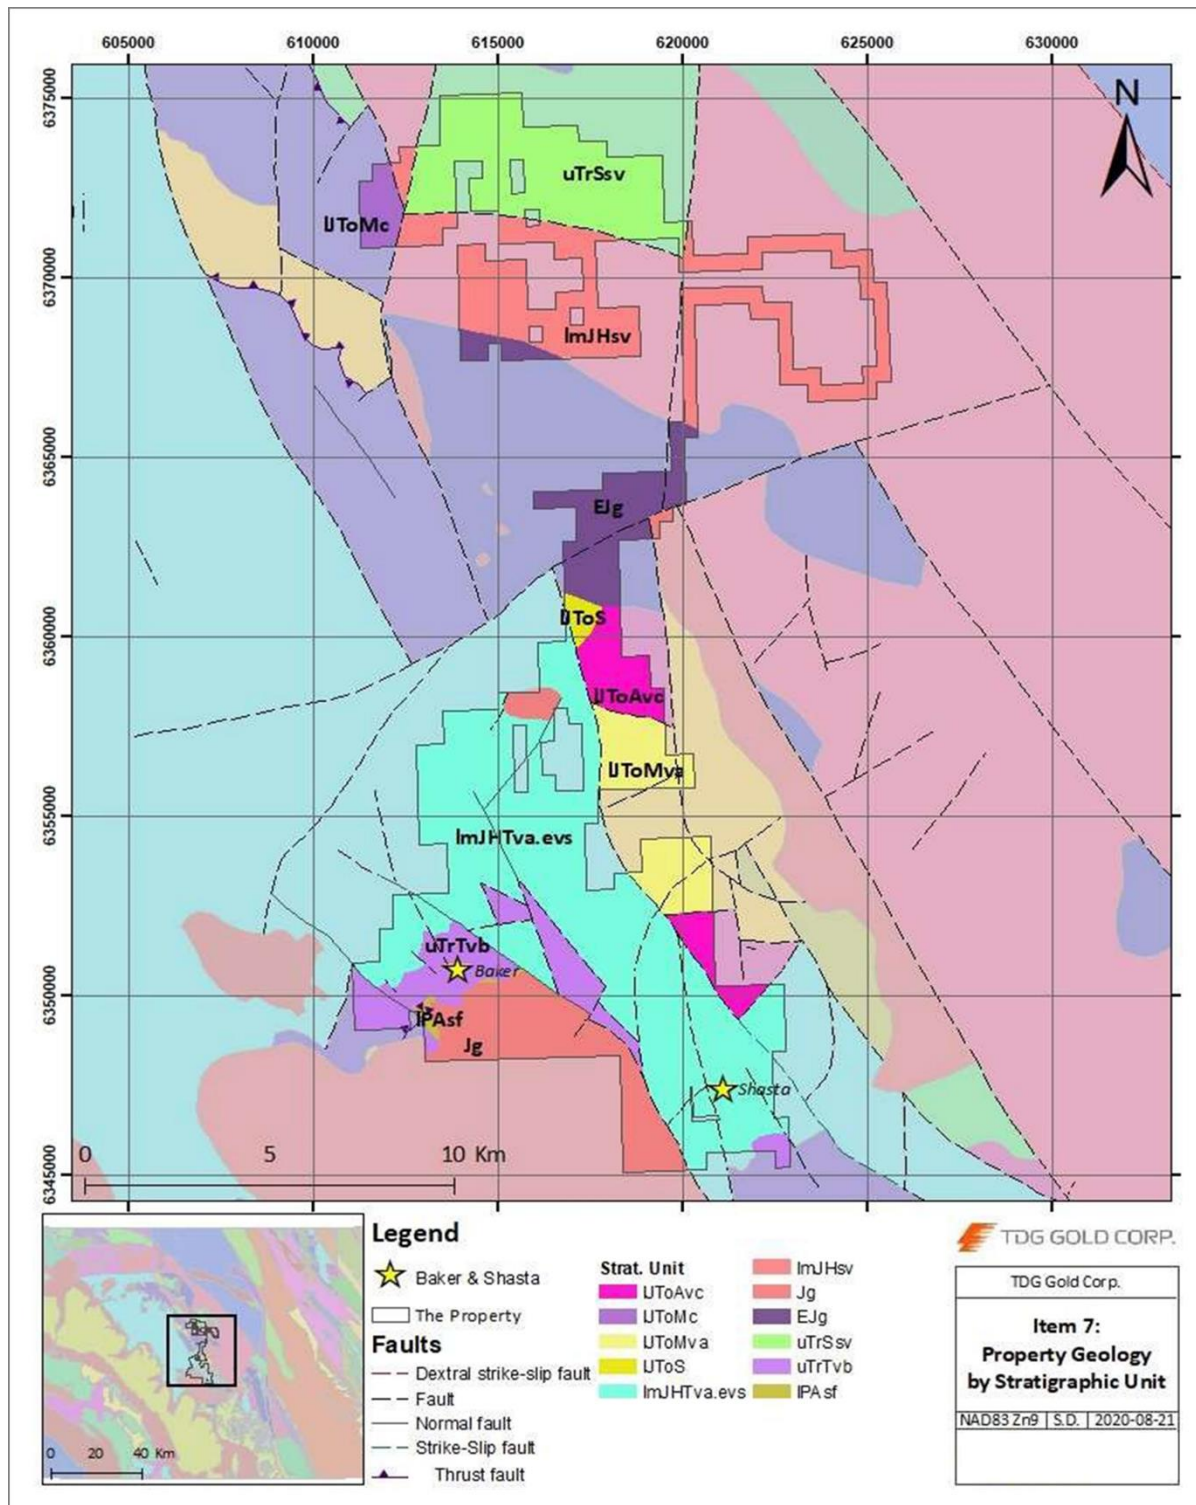 605000 610000 615000 620000 625000 630000
6375000
6370000
6365000
6360000
6355000
6350000
6345000
N
uTrSsv
lJToMc
lmJHsv
EJg
lJToS
lJToAvc
lJToMva
lmJHTva.evs
uTrTvb
Baker
lPAsf
Jg
Shasta
0 5 10 Km
0 20 40 Km
Legend
Baker & Shasta
The Property
Faults
Dextral strike-slip fault
Fault
Normal fault
Strike-Slip fault
Thrust fault
Strat. Unit
lJToAvc
lJToMc
lJToMva
lJToS
lmJHTva.evs
lmJHsv
Jg
EJg
uTrSsv
uTrTvb
lPAsf
TDG GOLD CORP.
TDG Gold Corp.
Item 7:
Property Geology
by Stratigraphic Unit
NAD83 Zn9 S.D. 2020-08-21